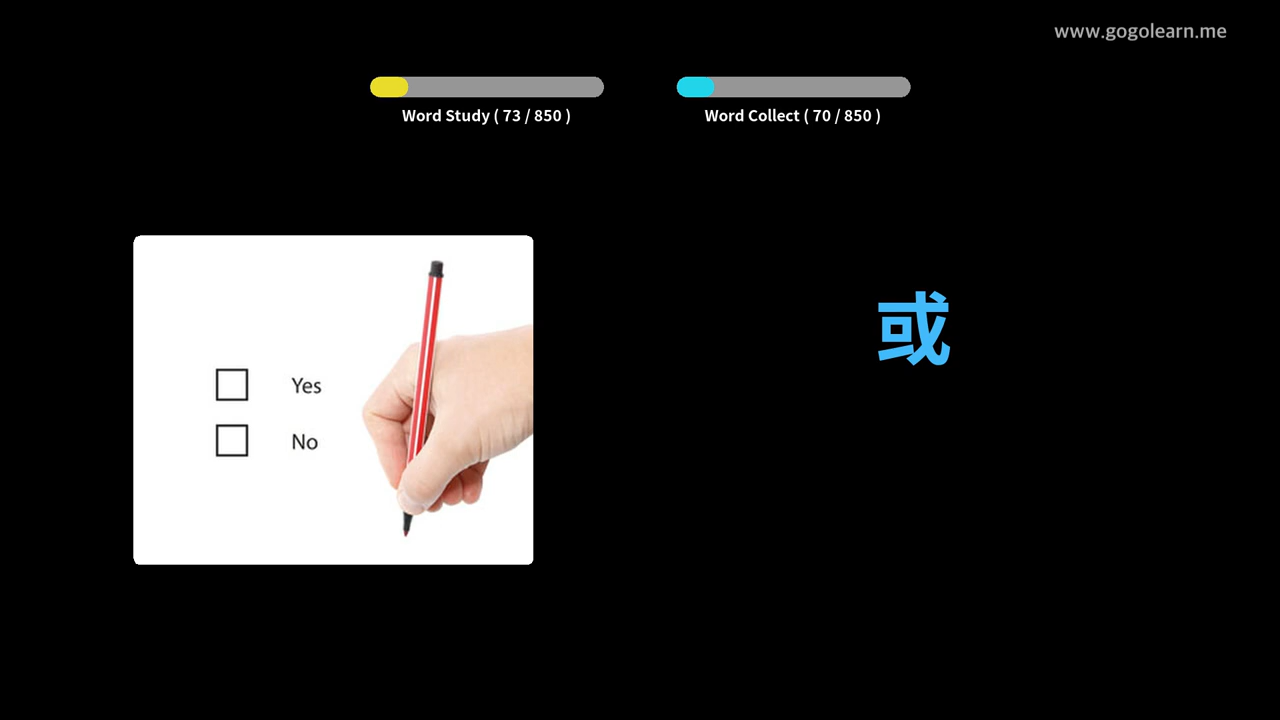 www.gogolearn.me
Word Study ( 73 / 850 )
Word Collect ( 70 / 850 )
Yes
No
或